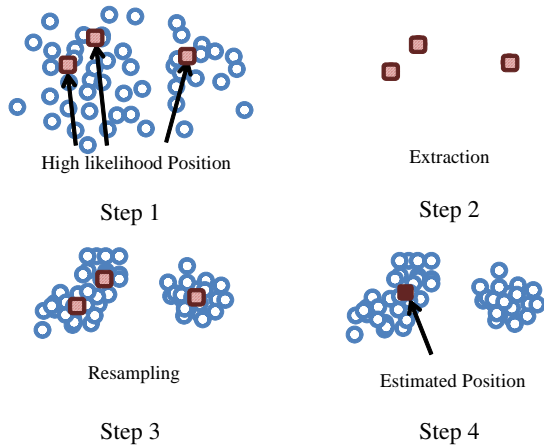 High likelihood Position
Extraction
Step 1
Step 2
Resampling
Estimated Position
Step 3
Step 4